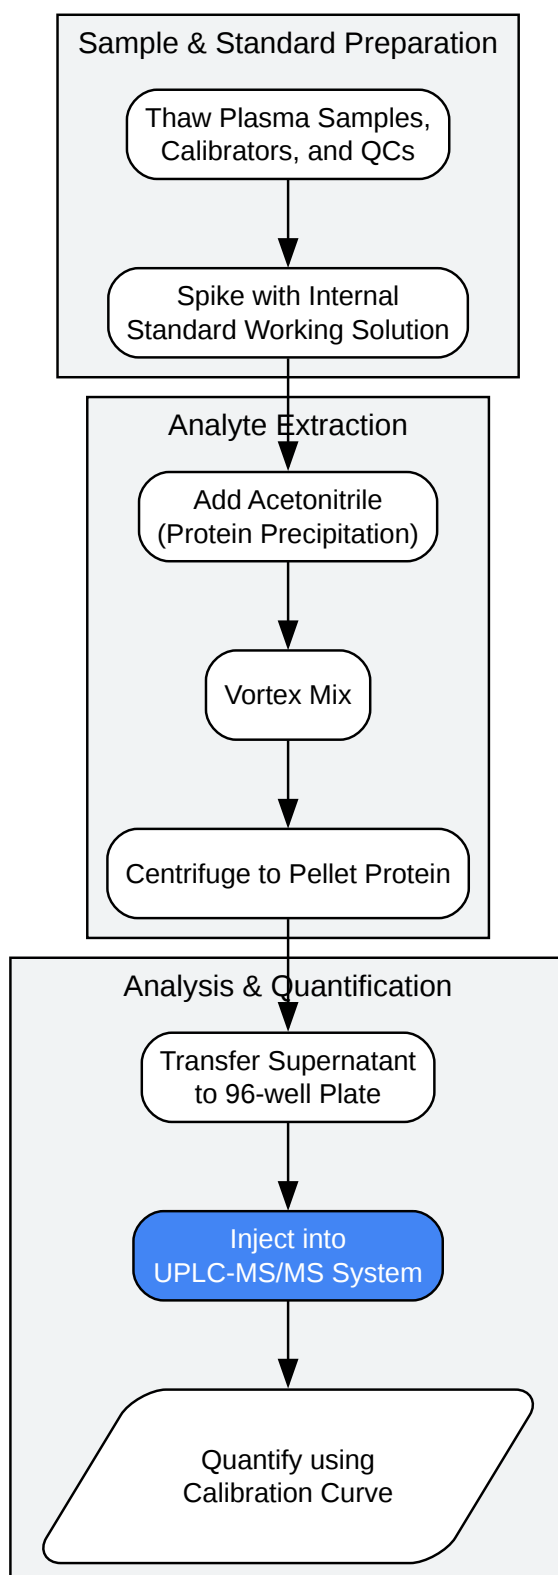 Sample & Standard Preparation
Thaw Plasma Samples,
Calibrators, and QCs
Spike with Internal
Standard Working Solution
Analyte Extraction
Add Acetonitrile
(Protein Precipitation)
Vortex Mix
Centrifuge to Pellet Protein
Analysis & Quantification
Transfer Supernatant
to 96-well Plate
Inject into
UPLC-MS/MS System
Quantify using
Calibration Curve